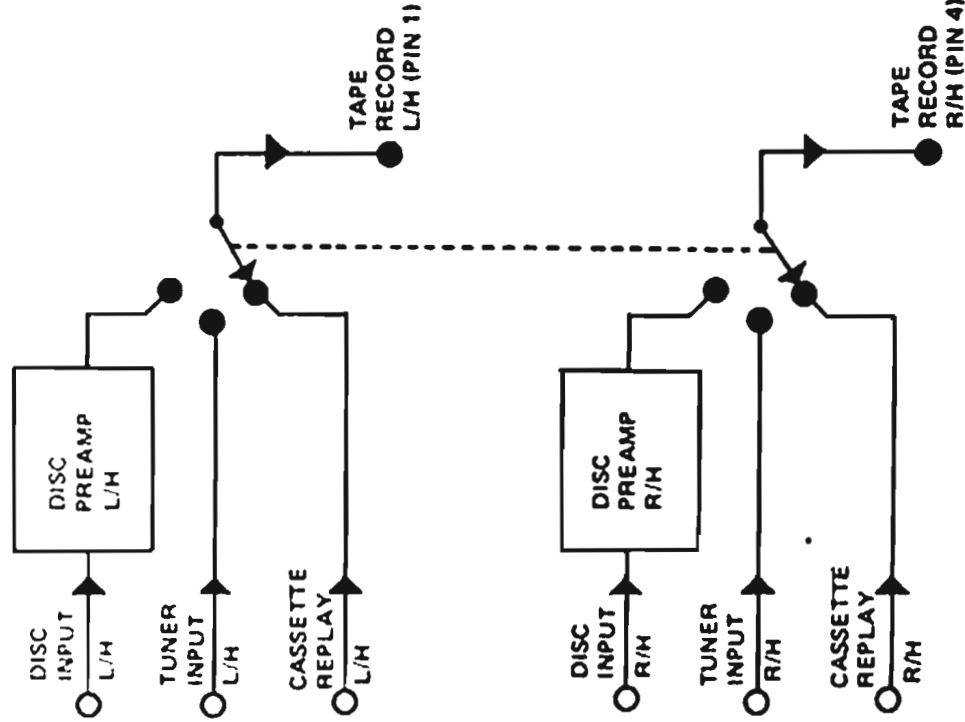 DISC
INPUT
L/H
DISC
PREAMP
L/H
TUNER
INPUT
L/H
CASSETTE
REPLAY
L/H
TAPE
RECORD
L/H (PIN 1)
DISC
INPUT
R/H
DISC
PREAMP
R/H
TUNER
INPUT
R/H
CASSETTE
REPLAY
R/H
TAPE
RECORD
R/H (PIN 4)